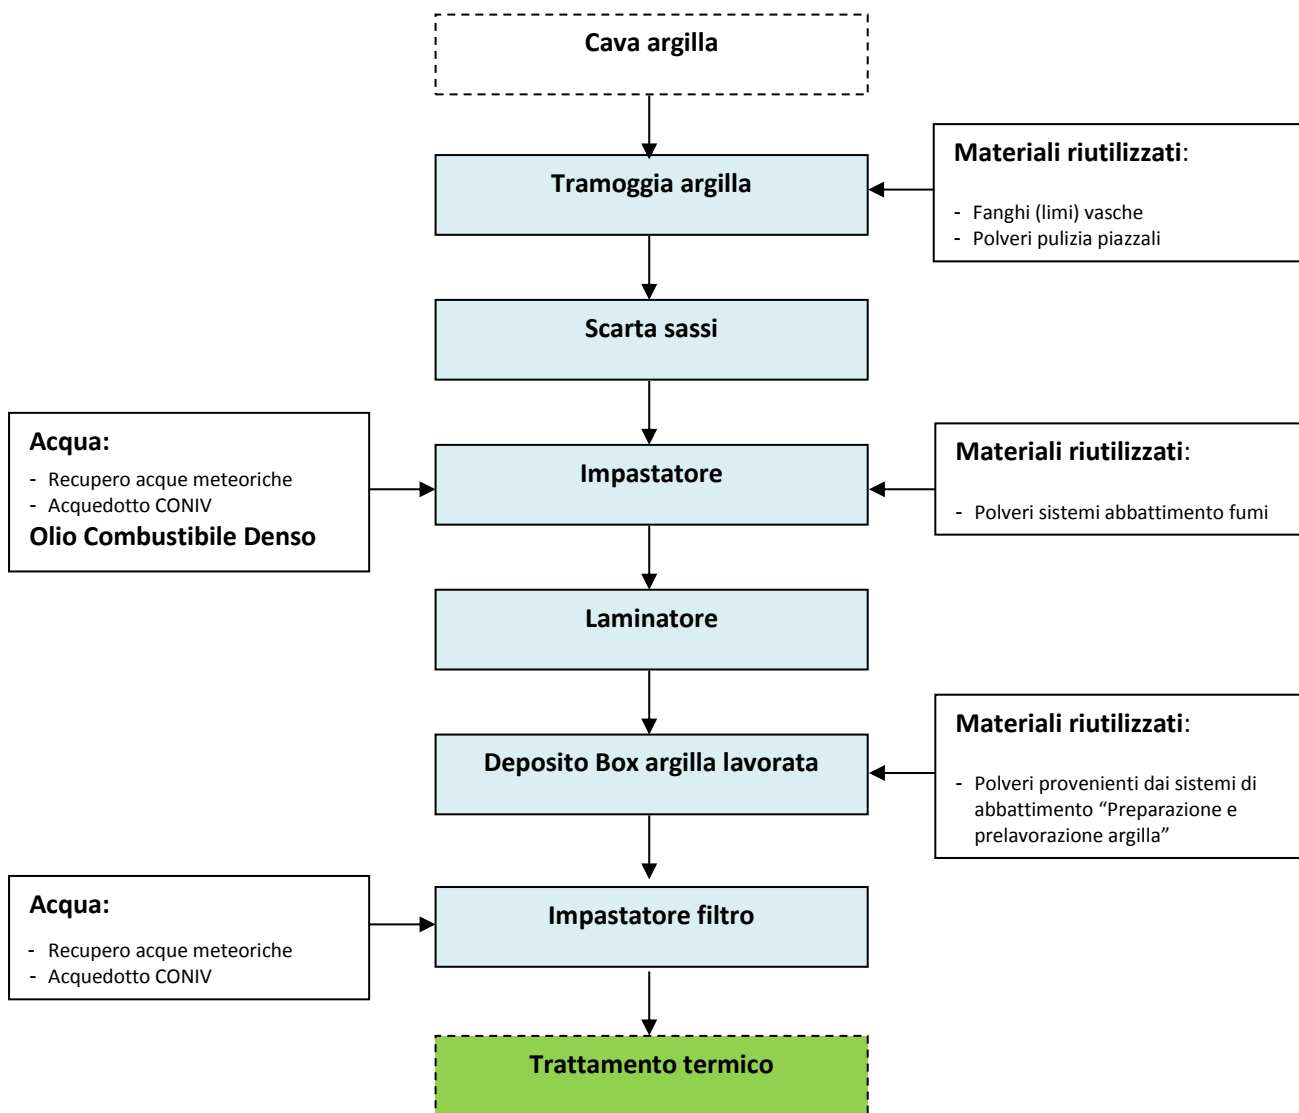 Cava argilla
Tramoggia argilla
Materiali riutilizzati:
- Fanghi (limi) vasche
- Polveri pulizia piazzali
Scarta sassi
Acqua:
- Recupero acque meteoriche
- Acquedotto CONIV
Olio Combustibile Denso
Impastatore
Materiali riutilizzati:
- Polveri sistemi abbattimento fumi
Laminatore
Deposito Box argilla lavorata
Materiali riutilizzati:
- Polveri provenienti dai sistemi di
abbattimento “Preparazione e
prelavorazione argilla”
Acqua:
- Recupero acque meteoriche
- Acquedotto CONIV
Impastatore filtro
Trattamento termico